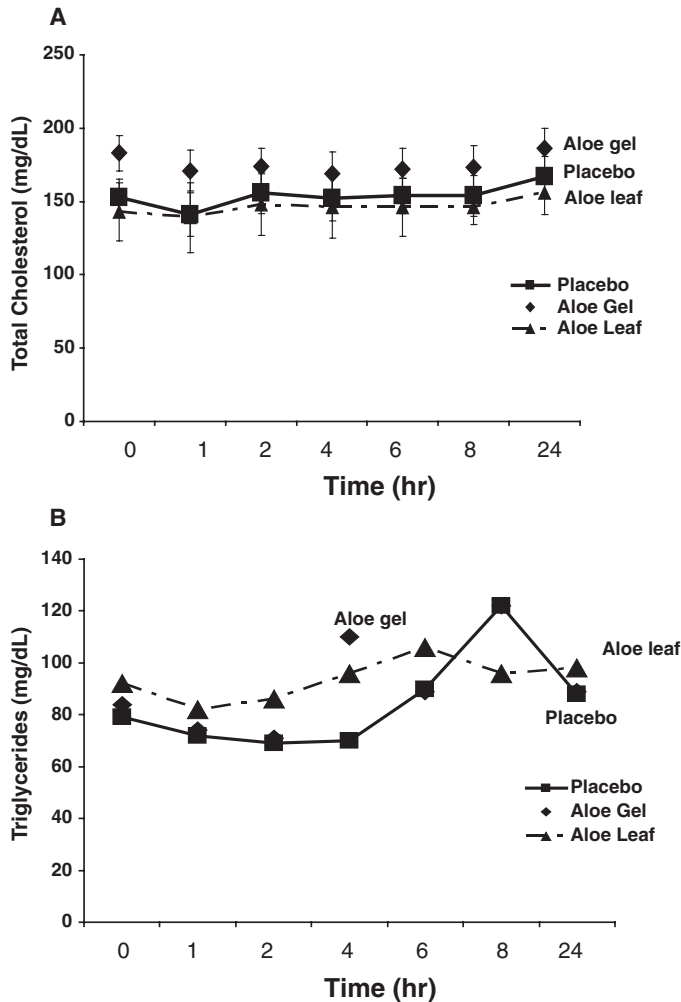 A
250
200
150
100
50
0
Total Cholesterol (mg/dL)
Aloe gel
Placebo
Aloe leaf
Placebo
Aloe Gel
Aloe Leaf
0 1 2 4 6 8 24
Time (hr)
B
140
120
100
80
60
40
20
0
Triglycerides (mg/dL)
Aloe gel
Aloe leaf
Placebo
Placebo
Aloe Gel
Aloe Leaf
0 1 2 4 6 8 24
Time (hr)